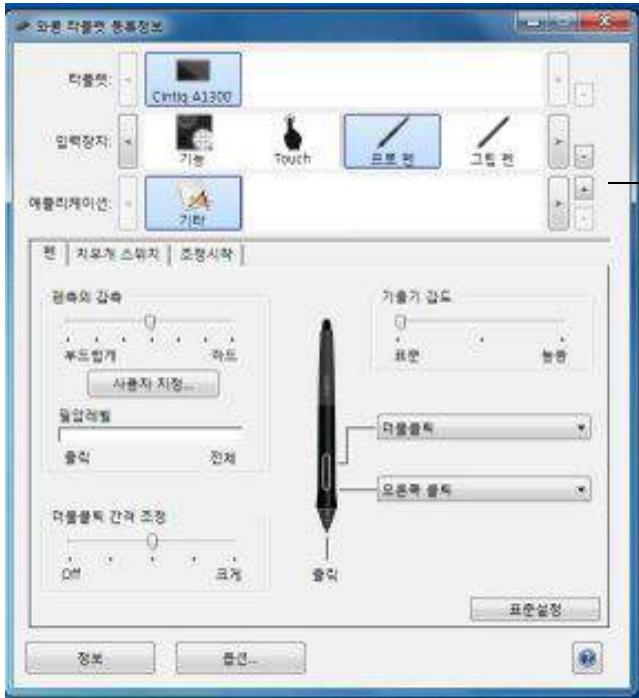 와콤 타블렛 등록정보
타블렛:
Cintiq-A1300
입력장치:
기능 Touch 프로 펜 그립 펜
애플리케이션:
기타
펜 지우개 스위치 조정시작
펜촉의 감촉 기울기 감도
부드럽게 하드 표준 높음
사용자 지정...
필압레벨
클릭 전체
더블클릭
오른쪽 클릭
더블클릭 간격 조정
Off 크게
클릭
표준설정
정보 옵션...